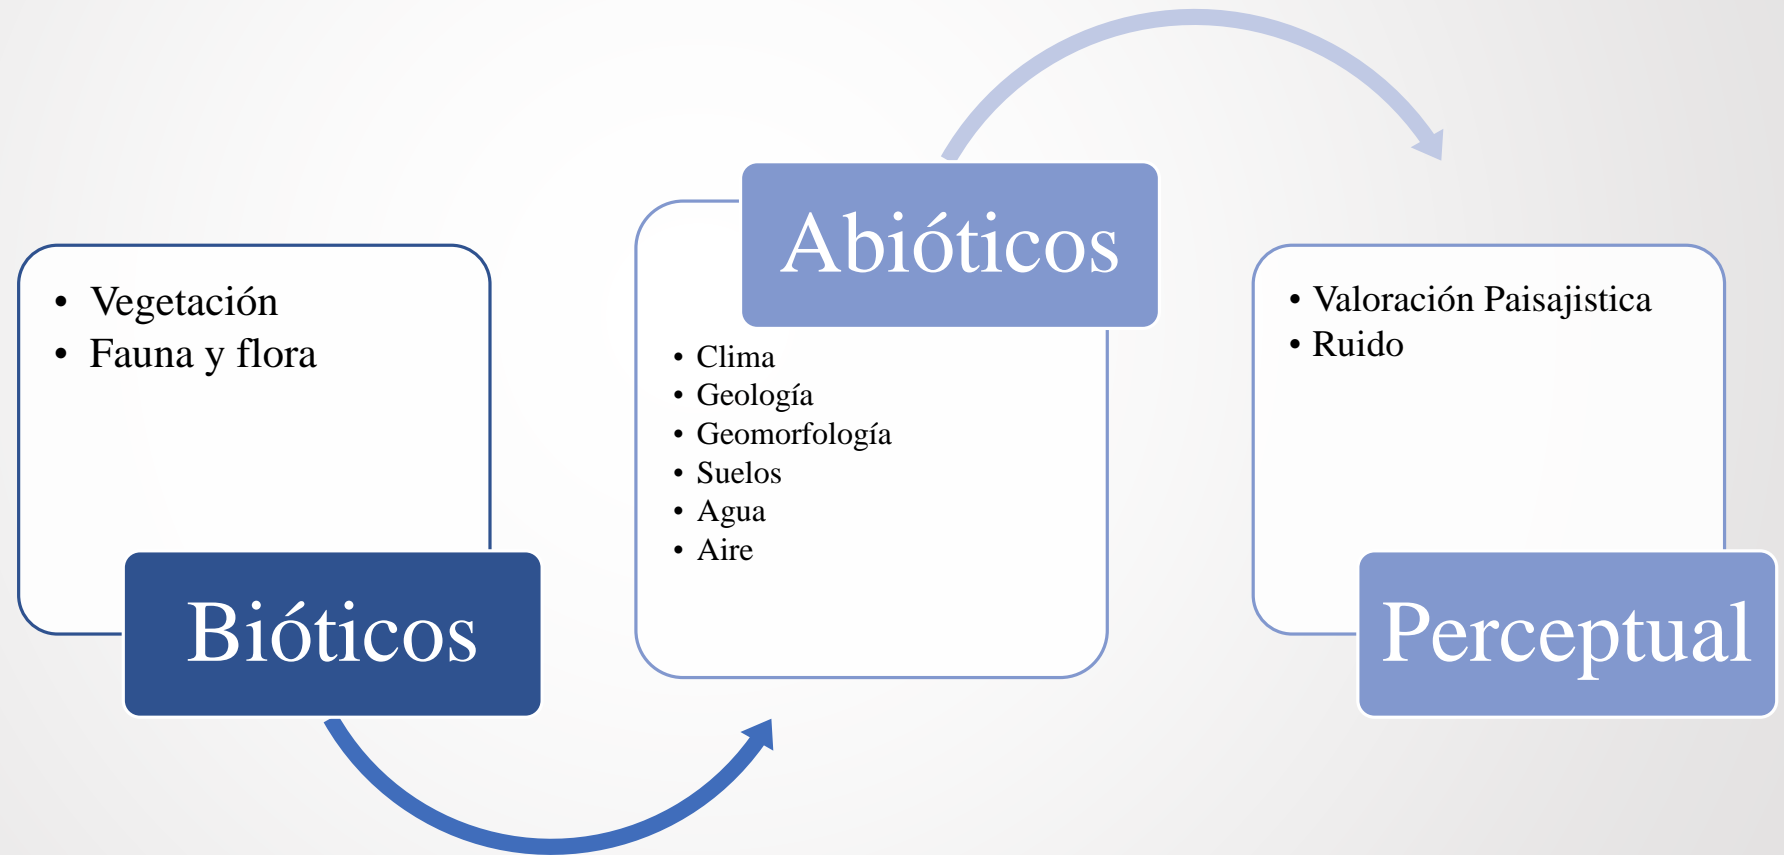 • Vegetación
• Fauna y flora
Bióticos
Abióticos
• Clima
• Geología
• Geomorfología
• Suelos
• Agua
• Aire
• Valoración Paisajistica
• Ruido
Perceptual